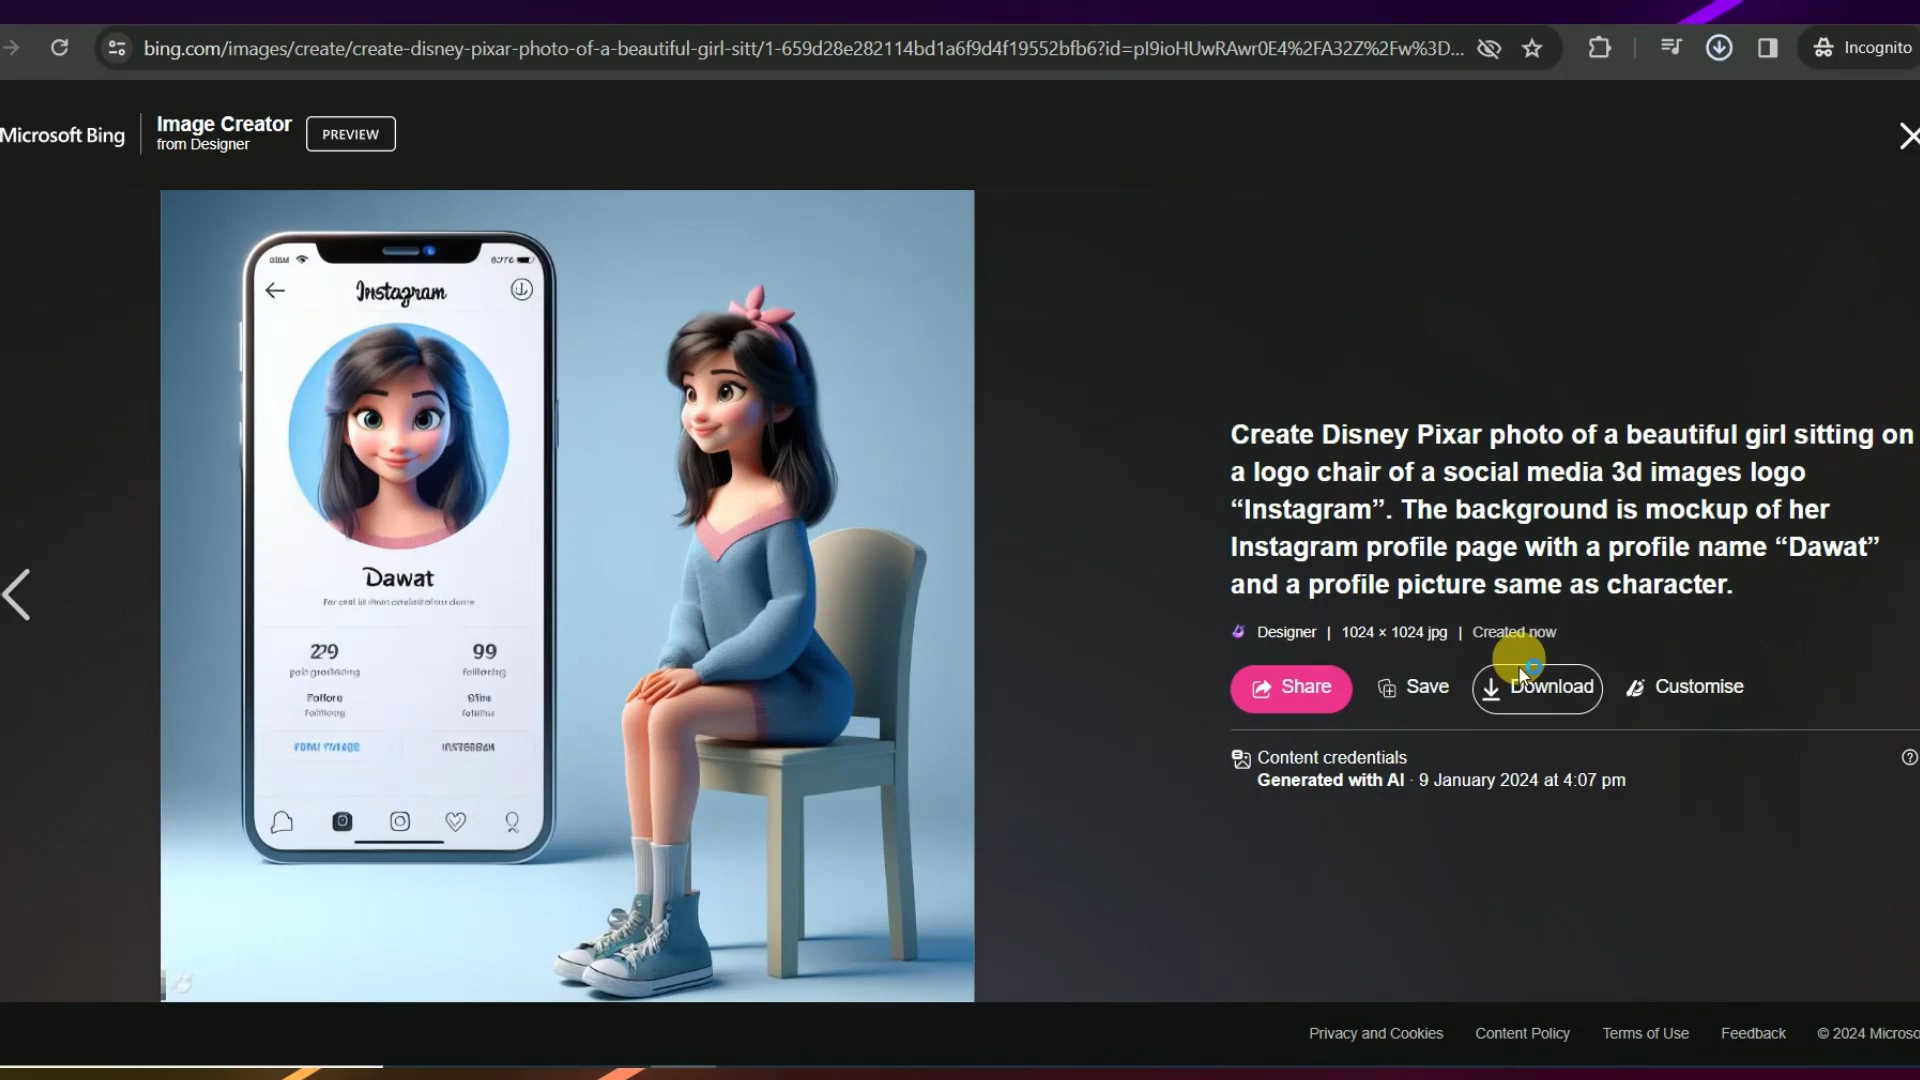 bing.com/images/create/create-disney-pixar-photo-of-a-beautiful-girl-sitt/1-659d28e282114bd1a6f9d4f19552bfb6?id=pI9ioHUwRAwr0E4%2FA32Z%2Fw%3D...
Incognito
Microsoft Bing
Image Creator
from Designer
PREVIEW
Instagram
Dawat
Create Disney Pixar photo of a beautiful girl sitting on
a logo chair of a social media 3d images logo
“Instagram”. The background is mockup of her
Instagram profile page with a profile name “Dawat”
and a profile picture same as character.
Designer | 1024 × 1024 jpg | Created now
Share
Save
Download
Customise
Content credentials
Generated with AI · 9 January 2024 at 4:07 pm
99
Privacy and Cookies
Content Policy
Terms of Use
Feedback
© 2024 Microso